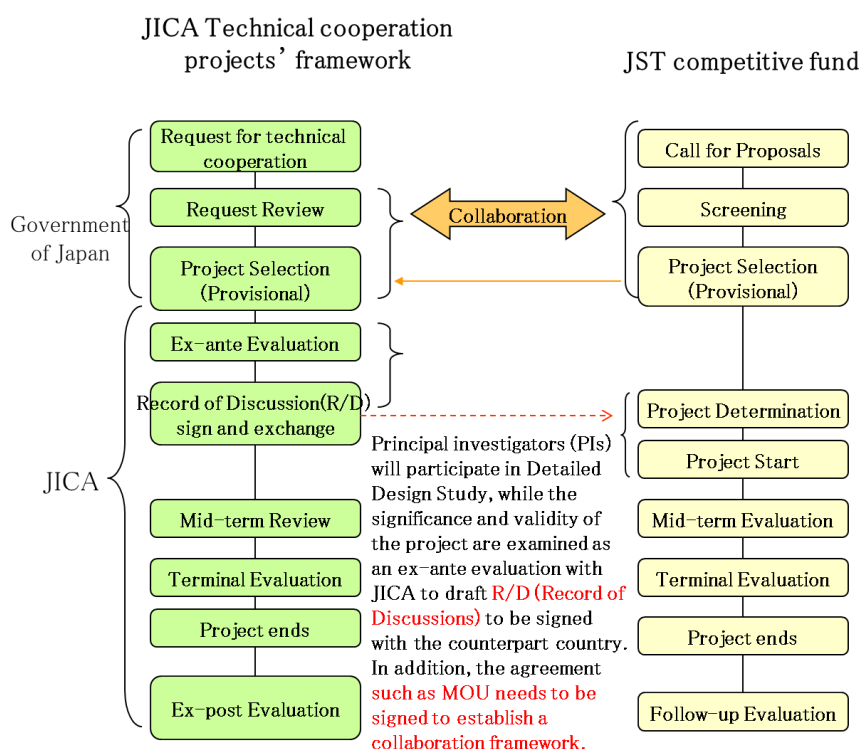 JICA Technical cooperation
projects’ framework
JST competitive fund
Government
of Japan
JICA
Request for technical
cooperation
Request Review
Project Selection
(Provisional)
Ex-ante Evaluation
Record of Discussion(R/D)
sign and exchange
Mid-term Review
Terminal Evaluation
Project ends
Ex-post Evaluation
Collaboration
Principal investigators (PIs)
will participate in Detailed
Design Study, while the
significance and validity of
the project are examined as
an ex-ante evaluation with
JICA to draft R/D (Record of
Discussions) to be signed
with the counterpart country.
In addition, the agreement
such as MOU needs to be
signed to establish a
collaboration framework.
Call for Proposals
Screening
Project Selection
(Provisional)
Project Determination
Project Start
Mid-term Evaluation
Terminal Evaluation
Project ends
Follow-up Evaluation